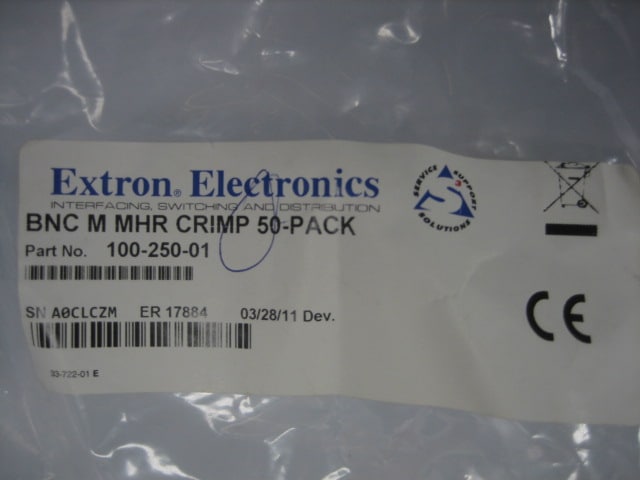 Extron® Electronics
INTERFACING, SWITCHING AND DISTRIBUTION
SERVICE SUPPORT SOLUTIONS
S3
BNC M MHR CRIMP 50-PACK
Part No. 100-250-01
SN A0CLCZM ER 17884 03/28/11 Dev.
CE
33-722-01 E